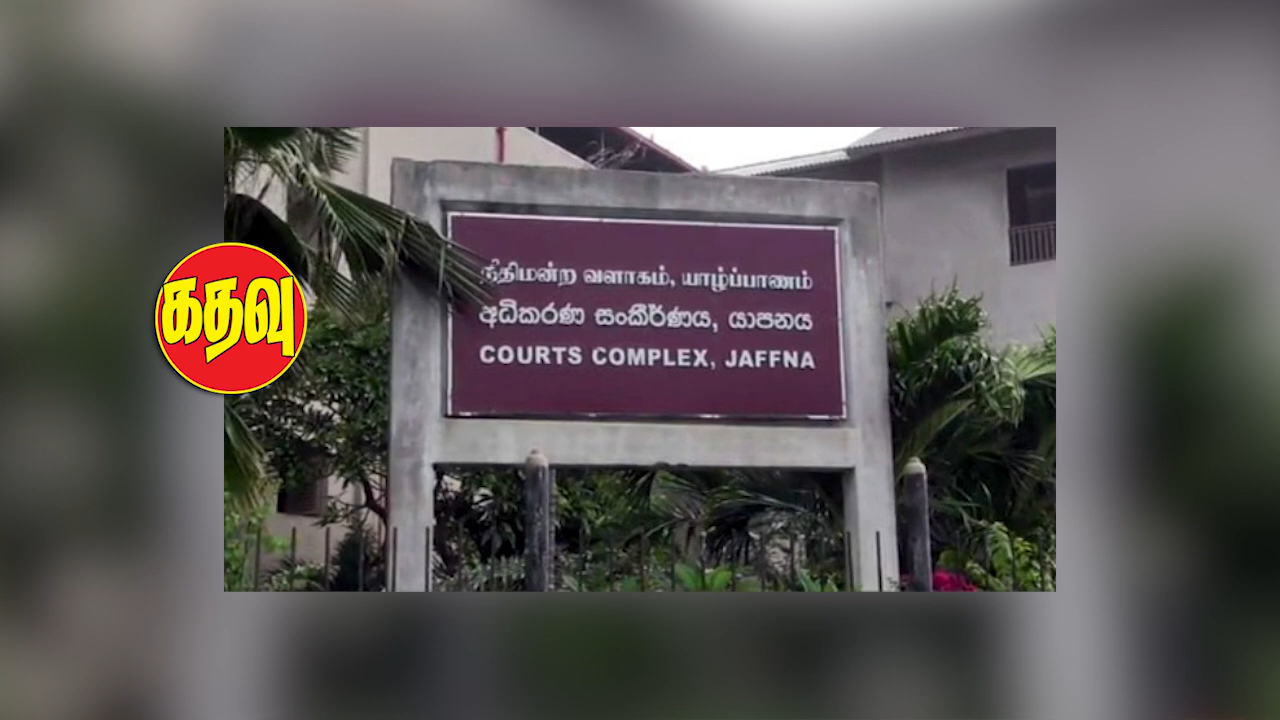 கதவு
நீதிமன்ற வளாகம், யாழ்ப்பாணம்
අධිකරණ සංකීර්ණය, යාපනය
COURTS COMPLEX, JAFFNA